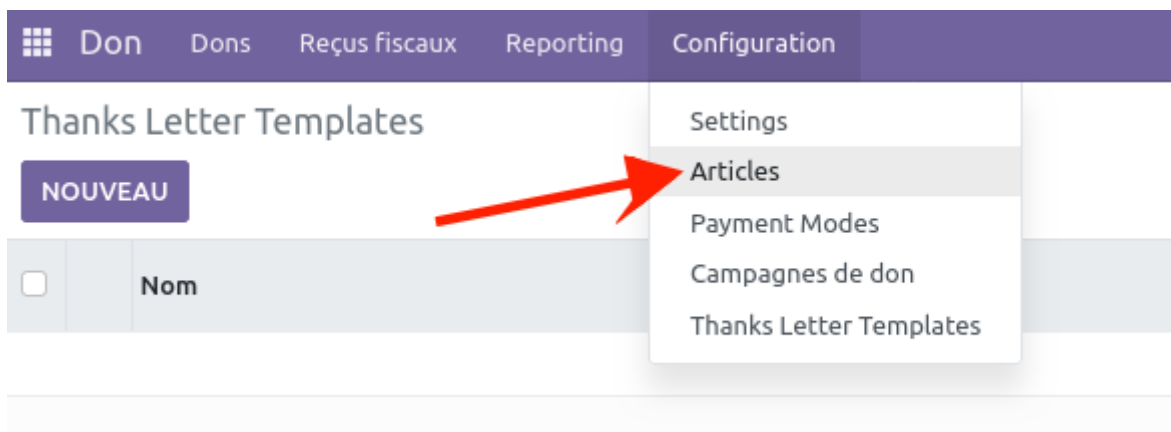 Don Dons Reçus fiscaux Reporting Configuration
Thanks Letter Templates
NOUVEAU
Nom
Settings
Articles
Payment Modes
Campagnes de don
Thanks Letter Templates